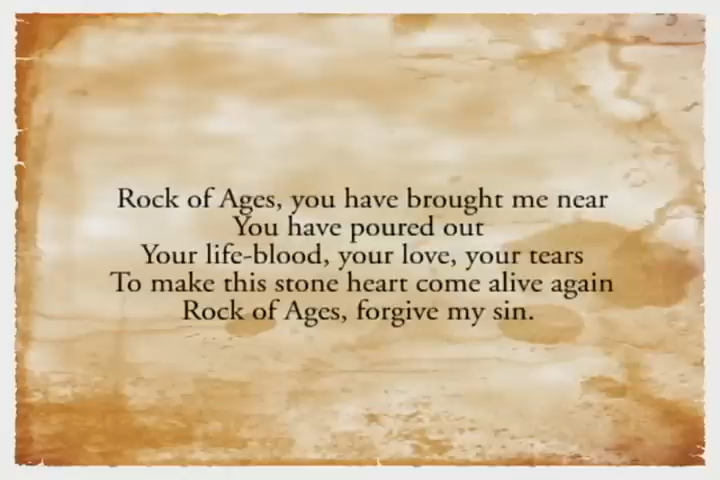 Rock of Ages, you have brought me near
You have poured out
Your life-blood, your love, your tears
To make this stone heart come alive again
Rock of Ages, forgive my sin.